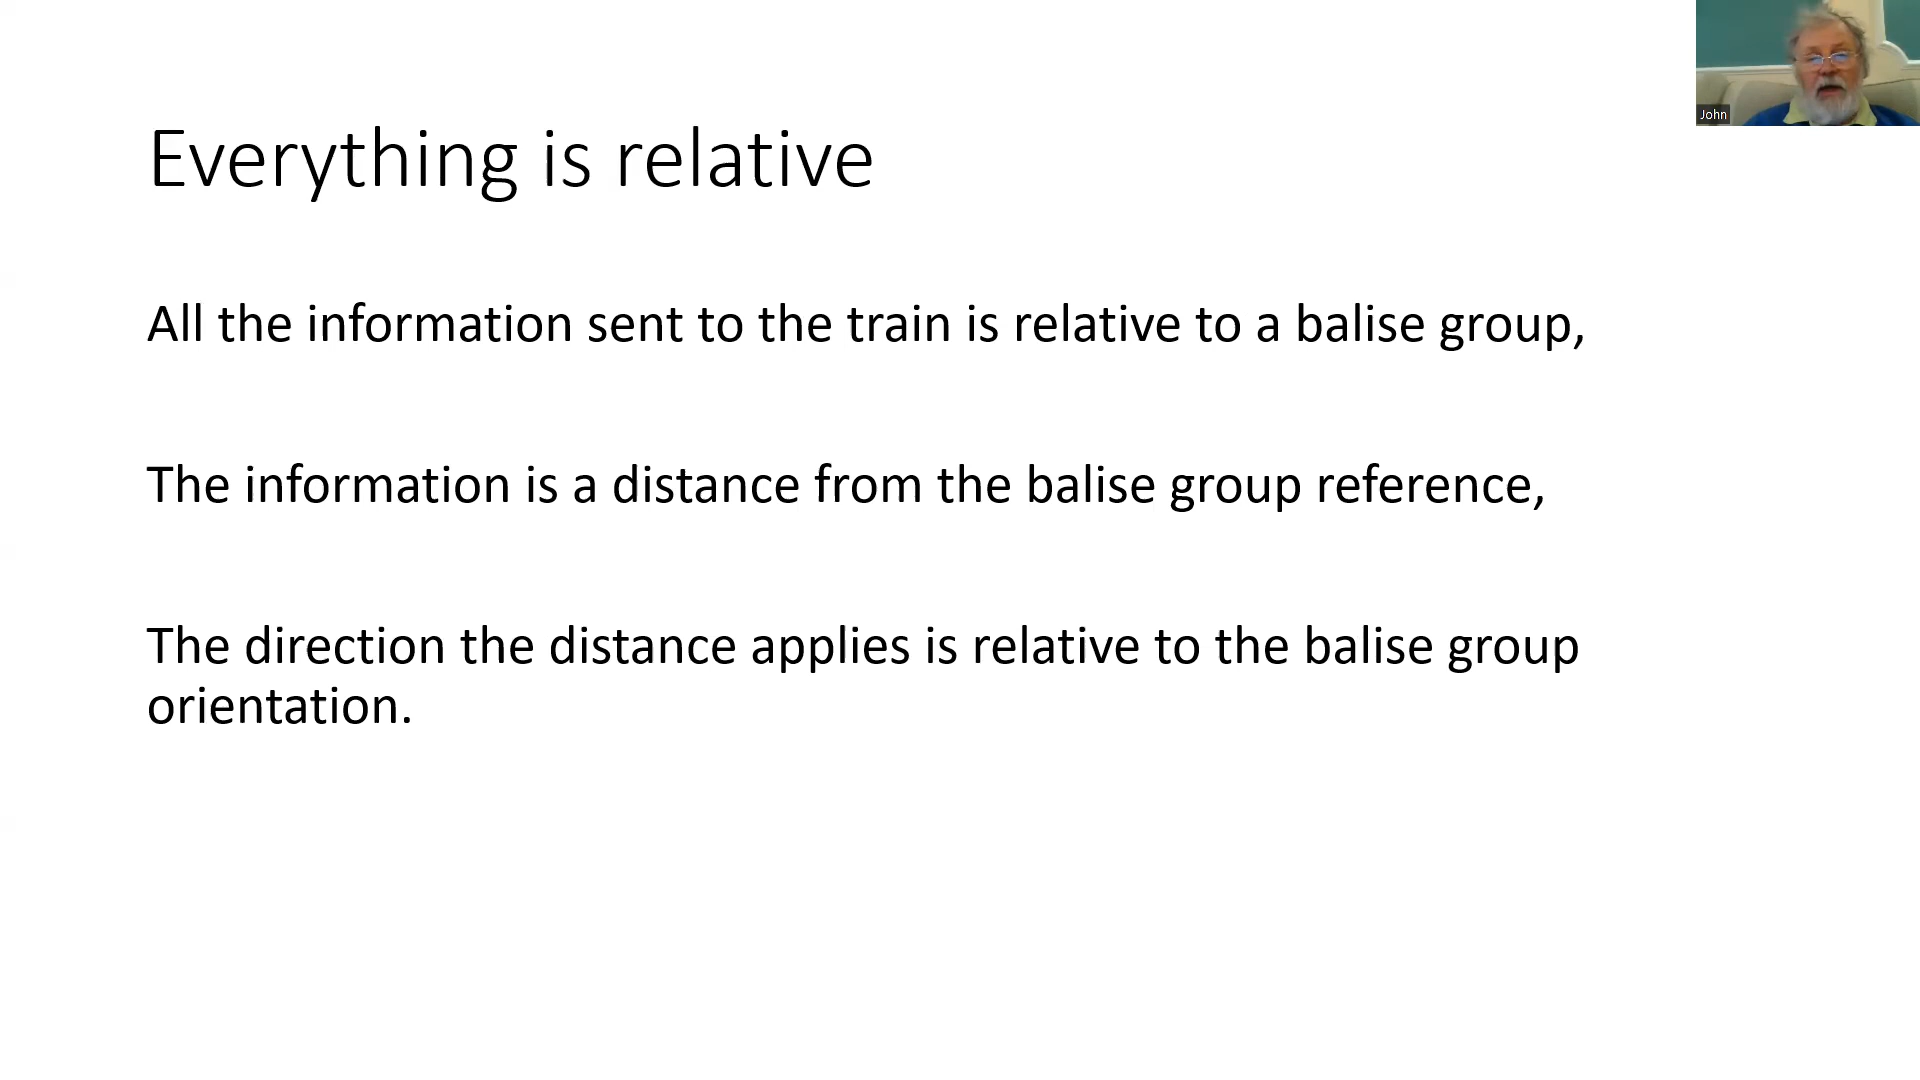 John
Everything is relative
All the information sent to the train is relative to a balise group,
The information is a distance from the balise group reference,
The direction the distance applies is relative to the balise group
orientation.